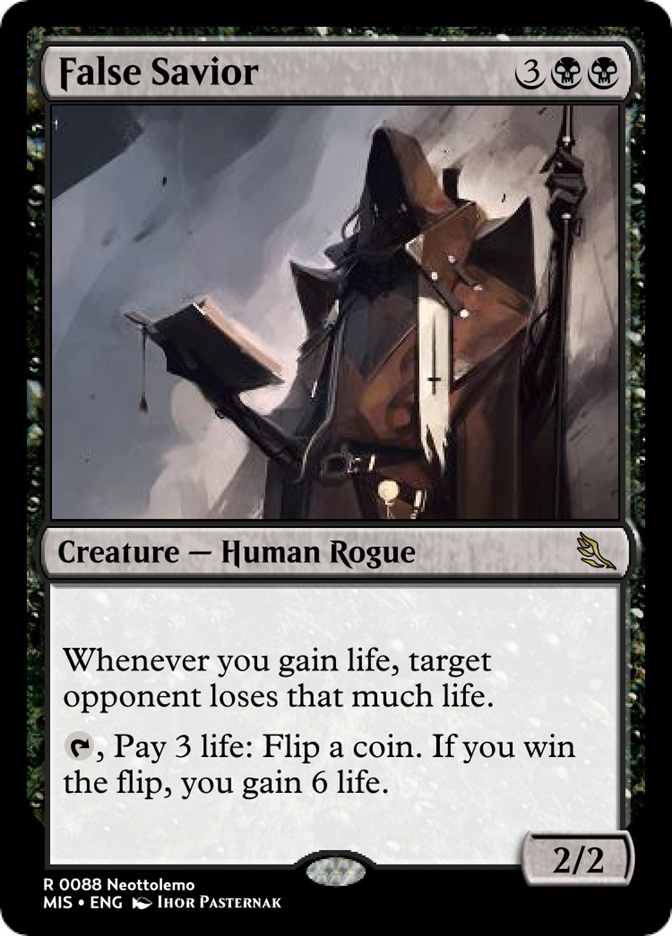 False Savior 3
Creature — Human Rogue
Whenever you gain life, target
opponent loses that much life.
, Pay 3 life: Flip a coin. If you win
the flip, you gain 6 life.
2/2
R 0088 Neottolemo
MIS • ENG Ihor Pasternak